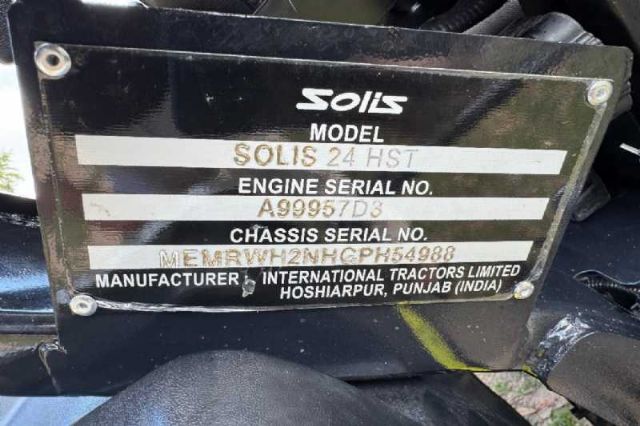 Solis
MODEL
SOLIS 24 HST
ENGINE SERIAL NO.
A99957D3
CHASSIS SERIAL NO.
MEMRWH2NHCPH54988
MANUFACTURER : INTERNATIONAL TRACTORS LIMITED
HOSHIARPUR, PUNJAB (INDIA)